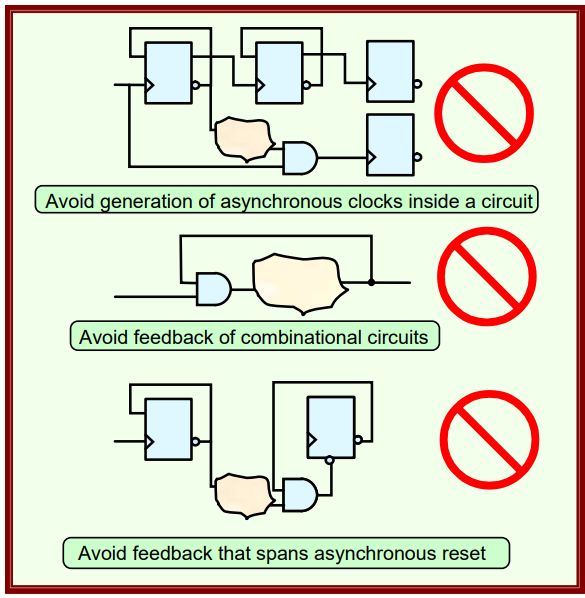 Avoid generation of asynchronous clocks inside a circuit
Avoid feedback of combinational circuits
Avoid feedback that spans asynchronous reset